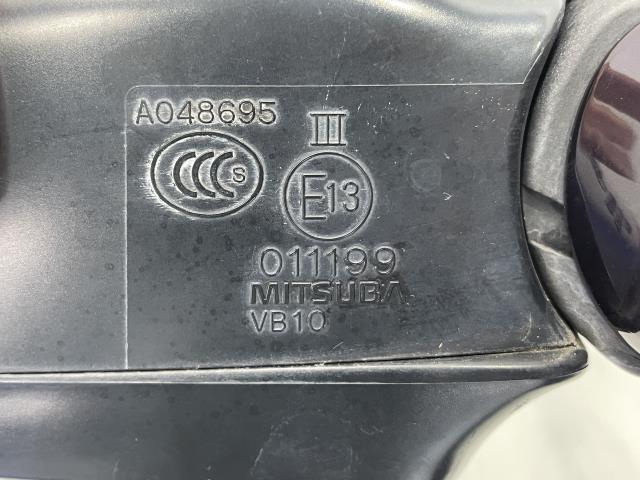 A048695
III
CCC S
E13
011199
MITSUBA
VB10